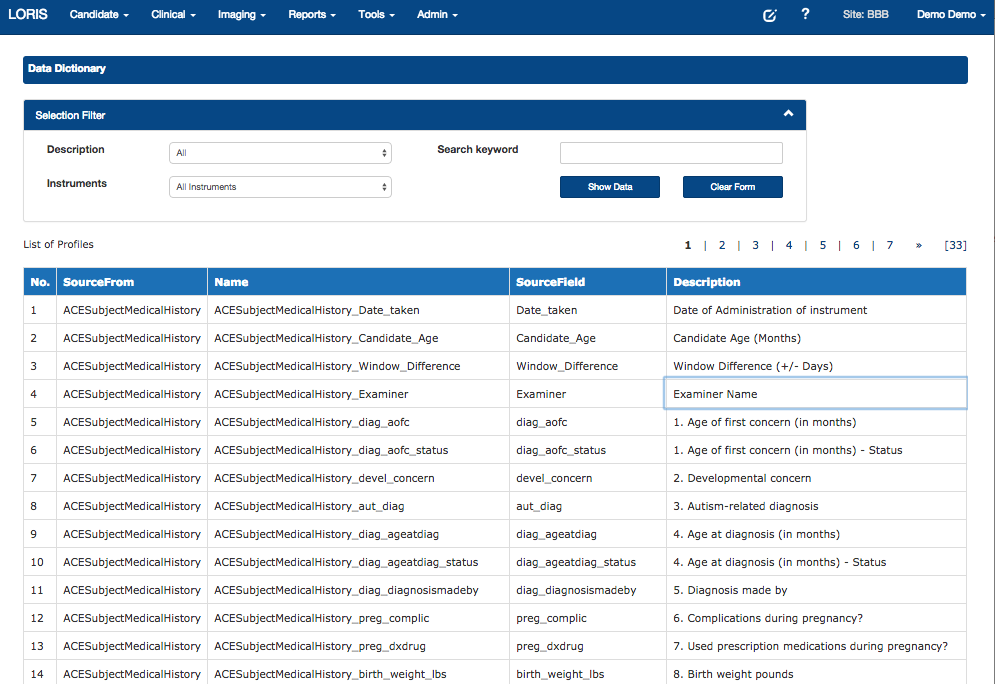 LORIS Candidate Clinical Imaging Reports Tools Admin ? Site: BBB Demo Demo
Data Dictionary
Selection Filter
Description All Search keyword
Instruments All Instruments Show Data Clear Form
List of Profiles 1 | 2 | 3 | 4 | 5 | 6 | 7 » [33]
No. SourceFrom Name SourceField Description
1 ACESubjectMedicalHistory ACESubjectMedicalHistory_Date_taken Date_taken Date of Administration of instrument
2 ACESubjectMedicalHistory ACESubjectMedicalHistory_Candidate_Age Candidate_Age Candidate Age (Months)
3 ACESubjectMedicalHistory ACESubjectMedicalHistory_Window_Difference Window_Difference Window Difference (+/- Days)
4 ACESubjectMedicalHistory ACESubjectMedicalHistory_Examiner Examiner Examiner Name
5 ACESubjectMedicalHistory ACESubjectMedicalHistory_diag_aofc diag_aofc 1. Age of first concern (in months)
6 ACESubjectMedicalHistory ACESubjectMedicalHistory_diag_aofc_status diag_aofc_status 1. Age of first concern (in months) - Status
7 ACESubjectMedicalHistory ACESubjectMedicalHistory_devel_concern devel_concern 2. Developmental concern
8 ACESubjectMedicalHistory ACESubjectMedicalHistory_aut_diag aut_diag 3. Autism-related diagnosis
9 ACESubjectMedicalHistory ACESubjectMedicalHistory_diag_ageatdiag diag_ageatdiag 4. Age at diagnosis (in months)
10 ACESubjectMedicalHistory ACESubjectMedicalHistory_diag_ageatdiag_status diag_ageatdiag_status 4. Age at diagnosis (in months) - Status
11 ACESubjectMedicalHistory ACESubjectMedicalHistory_diag_diagnosismadeby diag_diagnosismadeby 5. Diagnosis made by
12 ACESubjectMedicalHistory ACESubjectMedicalHistory_preg_complic preg_complic 6. Complications during pregnancy?
13 ACESubjectMedicalHistory ACESubjectMedicalHistory_preg_dxdrug preg_dxdrug 7. Used prescription medications during pregnancy?
14 ACESubjectMedicalHistory ACESubjectMedicalHistory_birth_weight_lbs birth_weight_lbs 8. Birth weight pounds